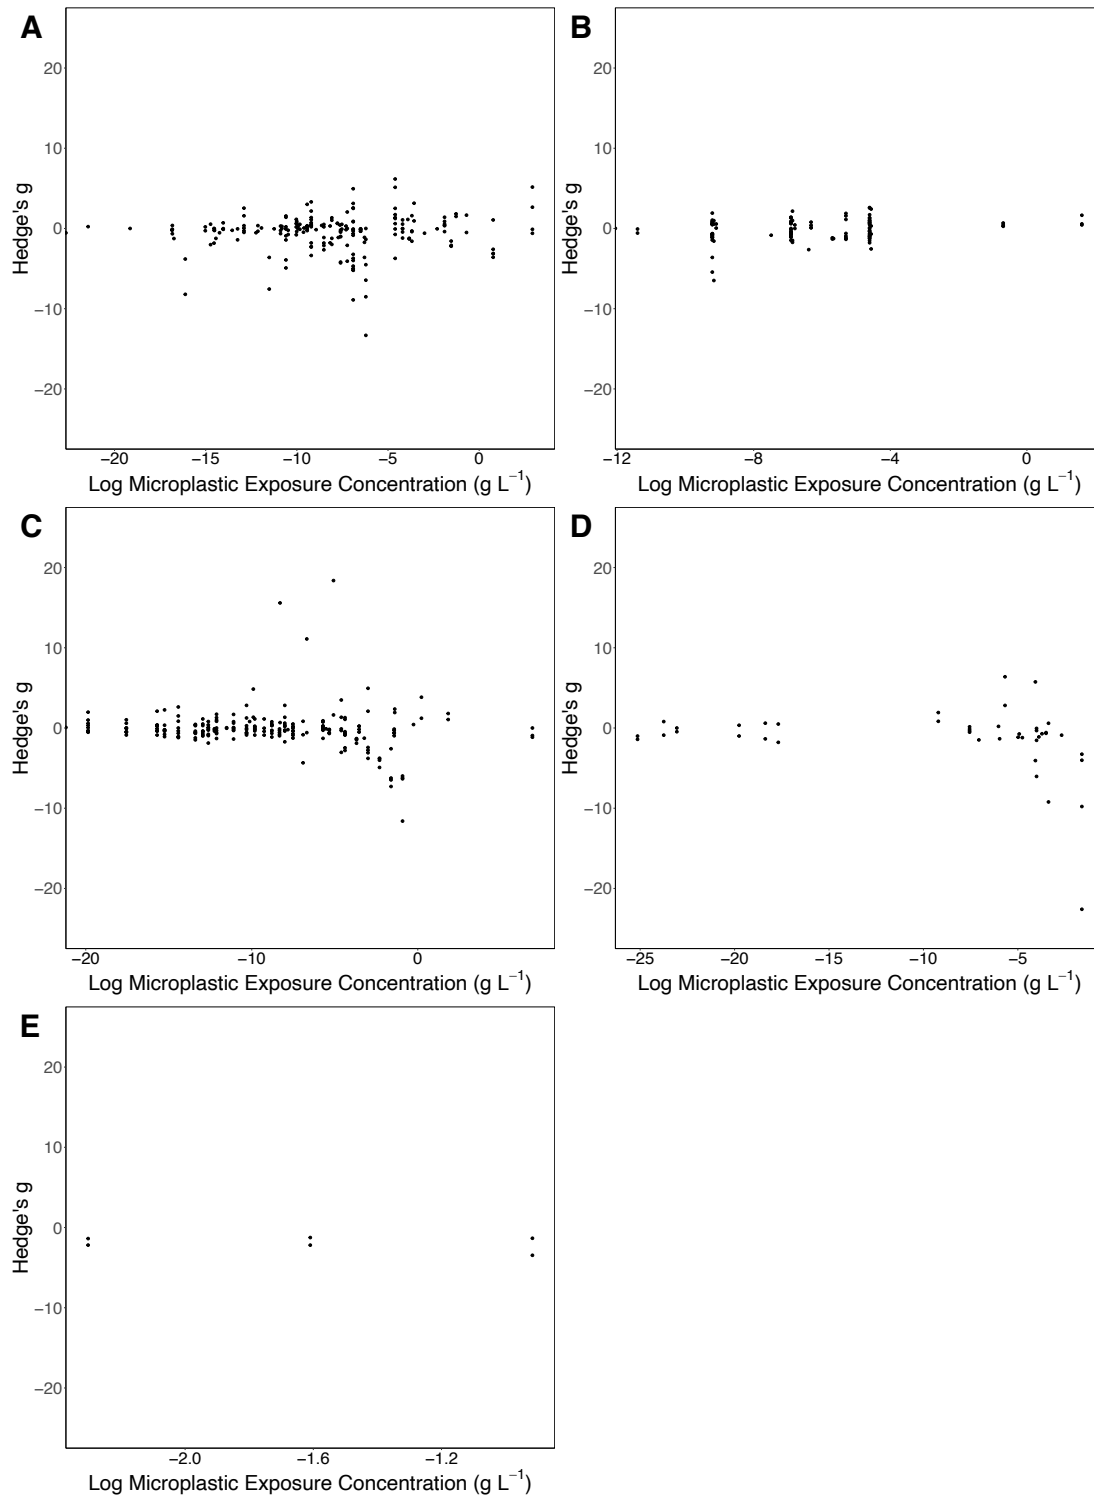 A
20
10
0
−10
−20
Hedge's g
−20 −15 −10 −5 0
Log Microplastic Exposure Concentration (g L⁻¹)
B
20
10
0
−10
−20
Hedge's g
−12 −8 −4 0
Log Microplastic Exposure Concentration (g L⁻¹)
C
20
10
0
−10
−20
Hedge's g
−20 −10 0
Log Microplastic Exposure Concentration (g L⁻¹)
D
20
10
0
−10
−20
Hedge's g
−25 −20 −15 −10 −5
Log Microplastic Exposure Concentration (g L⁻¹)
E
20
10
0
−10
−20
Hedge's g
−2.0 −1.6 −1.2
Log Microplastic Exposure Concentration (g L⁻¹)